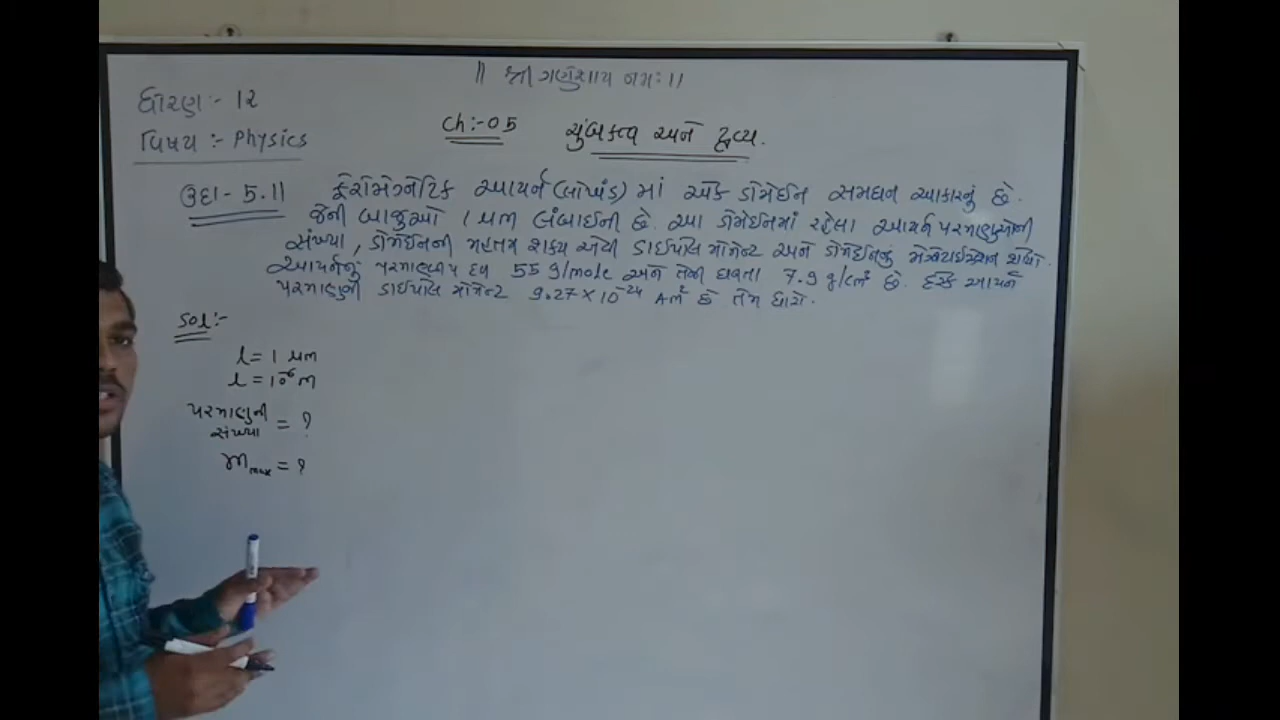 ॥ શ્રી ગણેશાય નમઃ ॥
ધોરણ :- 12
વિષય :- Physics
Ch:-05 ચુંબકત્વ અને દ્રવ્ય.
ઉદા - 5.11 ફેરોમેગ્નેટિક આયર્ન (લોખંડ) માં એક ડોમેઈન સમઘન આકારનું છે.
જેની બાજુઓ 1 μm લંબાઈની છે. આ ડોમેઈનમાં રહેલા આયર્ન પરમાણુઓની
સંખ્યા, ડોમેઈનની મહત્તમ શક્ય એવી ડાઈપોલ મોમેન્ટ અને ડોમેઈનનું મેગ્નેટાઈઝેશન શોધો.
આયર્નનું પરમાણ્વીય દળ 55 g/mole અને તેની ઘનતા 7.9 g/cm³ છે. દરેક આયર્ન
પરમાણુની ડાઈપોલ મોમેન્ટ 9.27 × 10⁻²⁴ Am² છે તેમ ધારો.
Sol:-
l = 1 μm
l = 10⁻⁶ m
પરમાણુની
સંખ્યા = ?
m max = ?